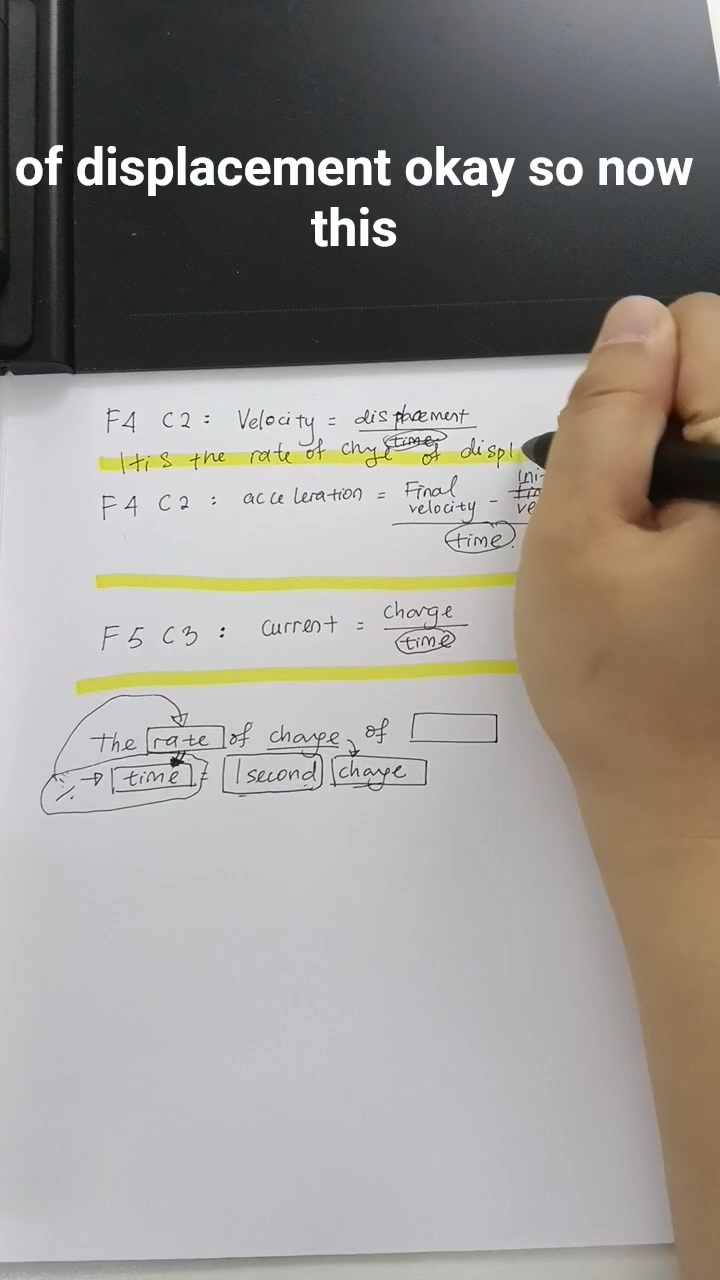 of displacement okay so now
this
F4 C2 : Velocity = displacement
time
It is the rate of chnge of displ
F4 C2 : acceleration = Final velocity - Ini
time
F5 C3 : current = charge
time
The rate of change of
÷ → time = 1 second change